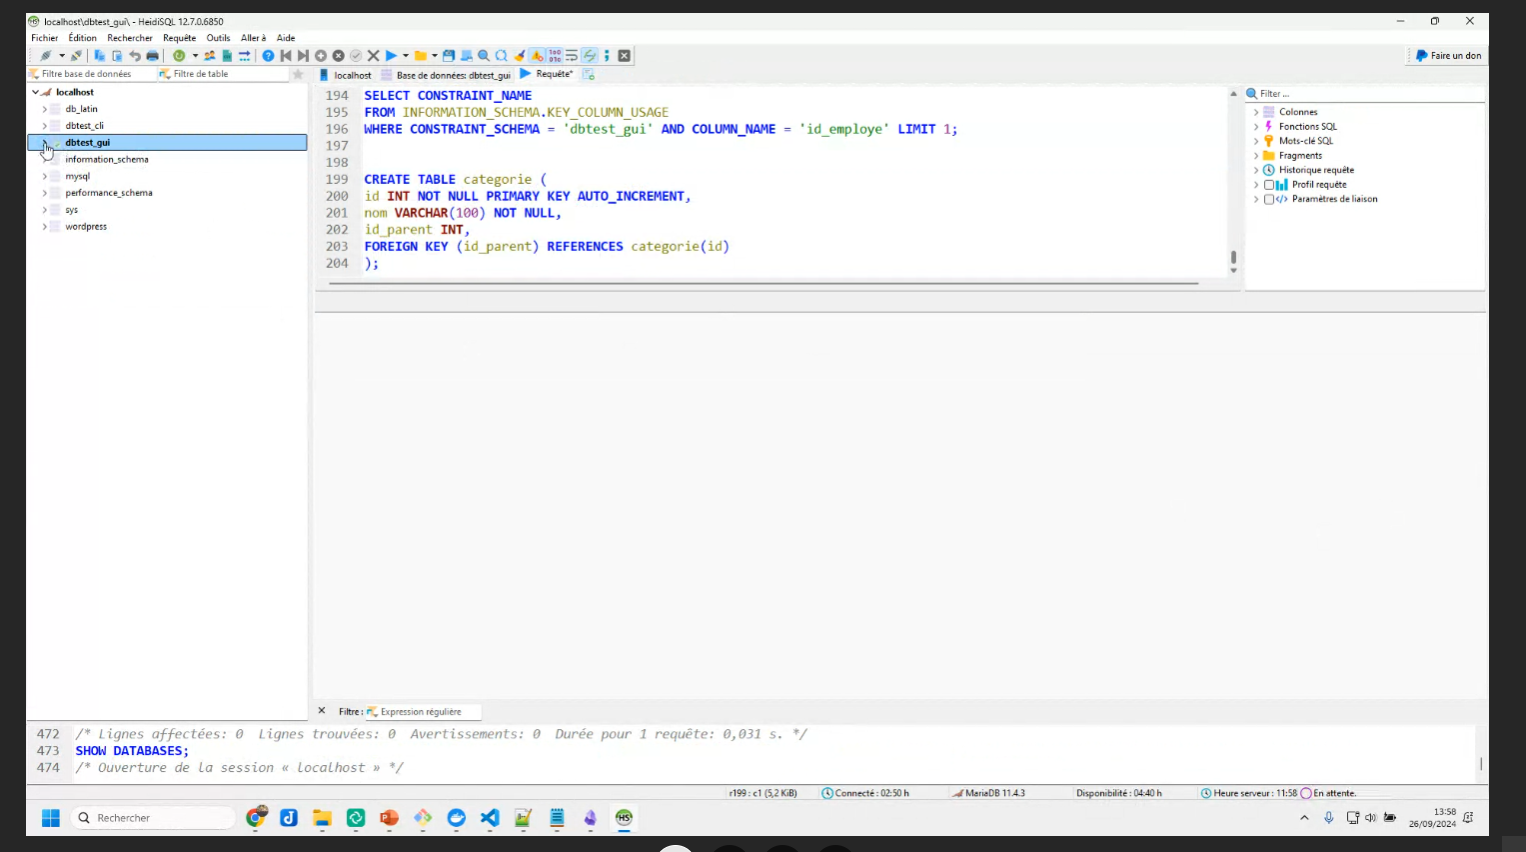 localhost\dbtest_gui\ - HeidiSQL 12.7.0.6850
Fichier Édition Rechercher Requête Outils Aller à Aide
Faire un don
Filtre base de données Filtre de table
localhost Base de données: dbtest_gui Requête*
localhost
db_latin
dbtest_cli
dbtest_gui
information_schema
mysql
performance_schema
sys
wordpress
194 SELECT CONSTRAINT_NAME
195 FROM INFORMATION_SCHEMA.KEY_COLUMN_USAGE
196 WHERE CONSTRAINT_SCHEMA = 'dbtest_gui' AND COLUMN_NAME = 'id_employe' LIMIT 1;
197
198
199 CREATE TABLE categorie (
200 id INT NOT NULL PRIMARY KEY AUTO_INCREMENT,
201 nom VARCHAR(100) NOT NULL,
202 id_parent INT,
203 FOREIGN KEY (id_parent) REFERENCES categorie(id)
204 );
Filter ...
Colonnes
Fonctions SQL
Mots-clé SQL
Fragments
Historique requête
Profil requête
Paramètres de liaison
Filtre : Expression régulière
472 /* Lignes affectées: 0 Lignes trouvées: 0 Avertissements: 0 Durée pour 1 requête: 0,031 s. */
473 SHOW DATABASES;
474 /* Ouverture de la session « localhost » */
r199 : c1 (5,2 KiB) Connecté : 02:50 h MariaDB 11.4.3 Disponibilité : 04:40 h Heure serveur : 11:58 En attente.
Rechercher
13:58
26/09/2024